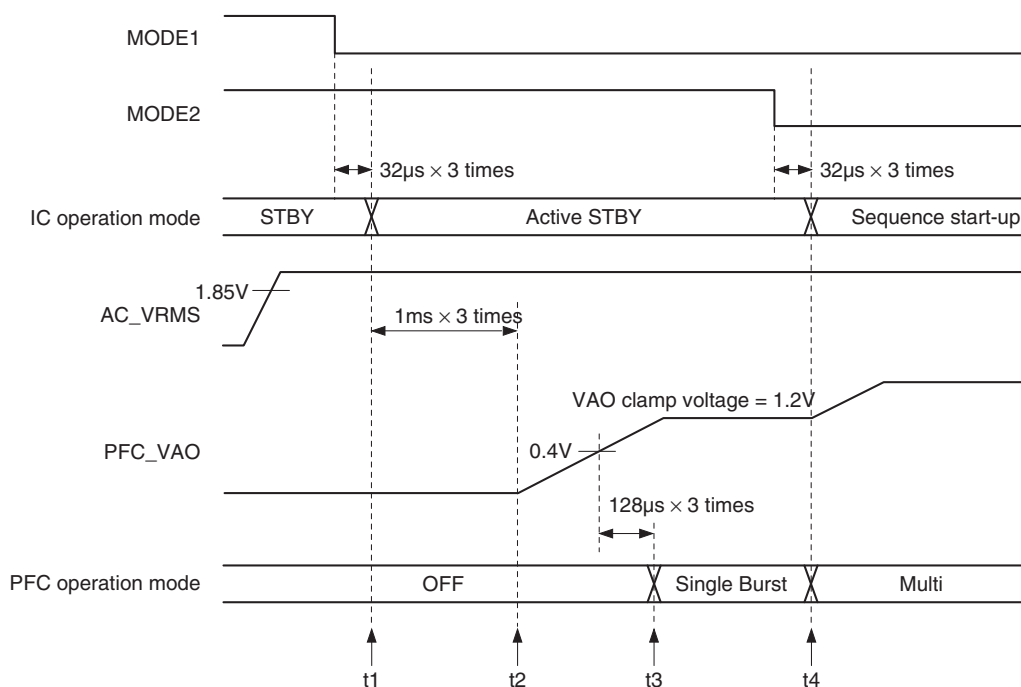 MODE1
MODE2
32μs × 3 times
32μs × 3 times
IC operation mode
STBY
Active STBY
Sequence start-up
1.85V
AC_VRMS
1ms × 3 times
VAO clamp voltage = 1.2V
PFC_VAO
0.4V
128μs × 3 times
PFC operation mode
OFF
Single Burst
Multi
t1
t2
t3
t4